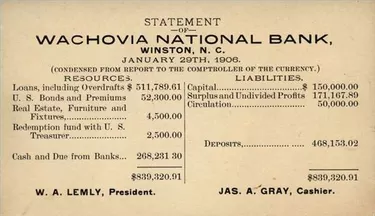 STATEMENT
—OF—
WACHOVIA NATIONAL BANK,
WINSTON, N. C.
JANUARY 29TH, 1906.
(CONDENSED FROM REPORT TO THE COMPTROLLER OF THE CURRENCY.)
RESOURCES.
Loans, including Overdrafts $ 511,789.61
U. S. Bonds and Premiums 52,300.00
Real Estate, Furniture and
Fixtures,................... 4,500.00
Redemption fund with U. S.
Treasurer.................. 2,500.00
Cash and Due from Banks... 268,231 30
$839,320.91
LIABILITIES.
Capital.......................... $ 150,000.00
Surplus and Undivided Profits 171,167.89
Circulation..................... 50,000.00
DEPOSITS,.................. 468,153.02
$839,320.91
W. A. LEMLY, President.
JAS. A. GRAY, Cashier.